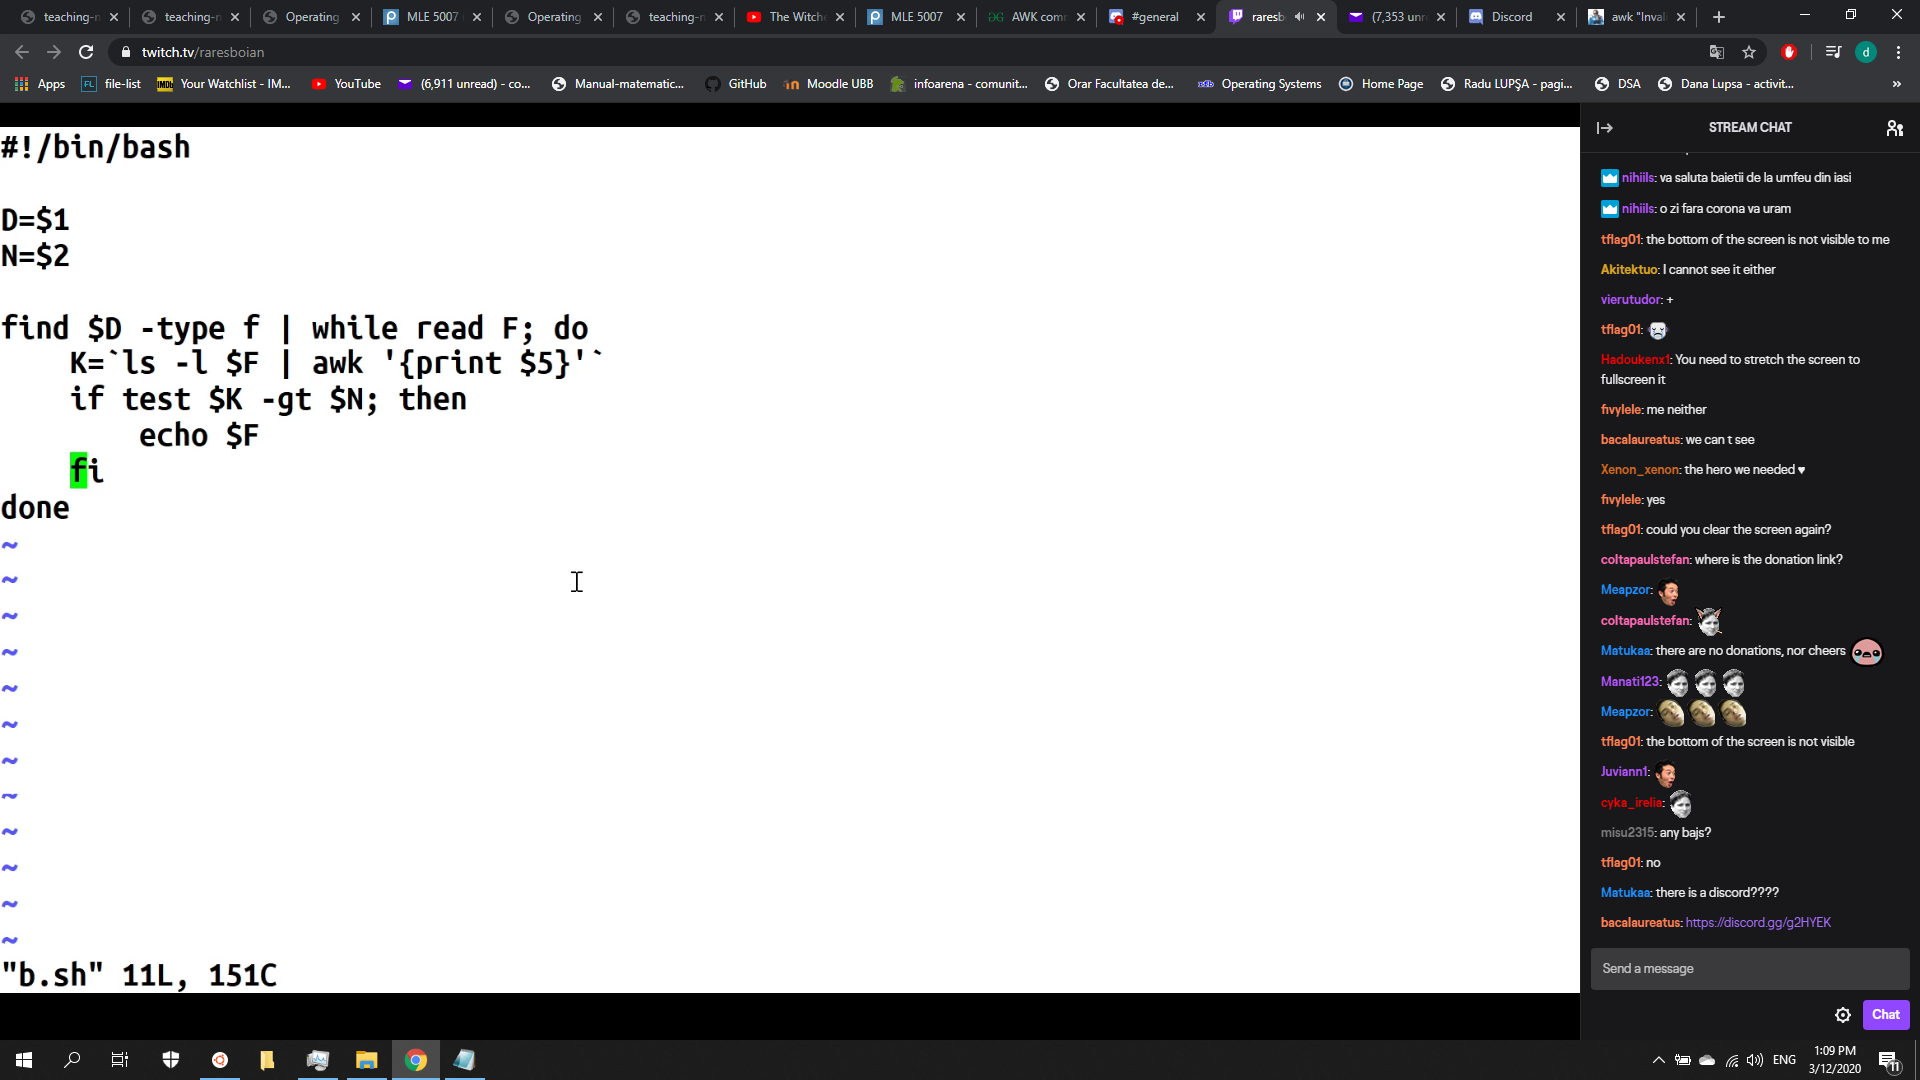 teaching-r
teaching-r
Operating
MLE 5007
Operating
teaching-r
The Witch
MLE 5007
AWK com
#general
raresb
(7,353 unr
Discord
awk "Inval
twitch.tv/raresboian
Apps
file-list
Your Watchlist - IM...
YouTube
(6,911 unread) - co...
Manual-matematic...
GitHub
Moodle UBB
infoarena - comunit...
Orar Facultatea de...
Operating Systems
Home Page
Radu LUPȘA - pagi...
DSA
Dana Lupsa - activit...
»
#!/bin/bash
D=$1
N=$2
find $D -type f | while read F; do
K=`ls -l $F | awk '{print $5}'`
if test $K -gt $N; then
echo $F
fi
done
~
~
~
~
~
~
~
~
~
~
~
~
"b.sh" 11L, 151C
STREAM CHAT
nihiils: va saluta baietii de la umfeu din iasi
nihiils: o zi fara corona va uram
tflag01: the bottom of the screen is not visible to me
Akitektuo: I cannot see it either
vierutudor: +
tflag01:
Hadoukenx1: You need to stretch the screen to
fullscreen it
fivylele: me neither
bacalaureatus: we can t see
Xenon_xenon: the hero we needed ♥
fivylele: yes
tflag01: could you clear the screen again?
coltapaulstefan: where is the donation link?
Meapzor:
coltapaulstefan:
Matukaa: there are no donations, nor cheers
Manati123:
Meapzor:
tflag01: the bottom of the screen is not visible
Juviann1:
cyka_irelia:
misu2315: any bajs?
tflag01: no
Matukaa: there is a discord????
bacalaureatus: https://discord.gg/g2HYEK
Send a message
Chat
ENG
1:09 PM
3/12/2020
11